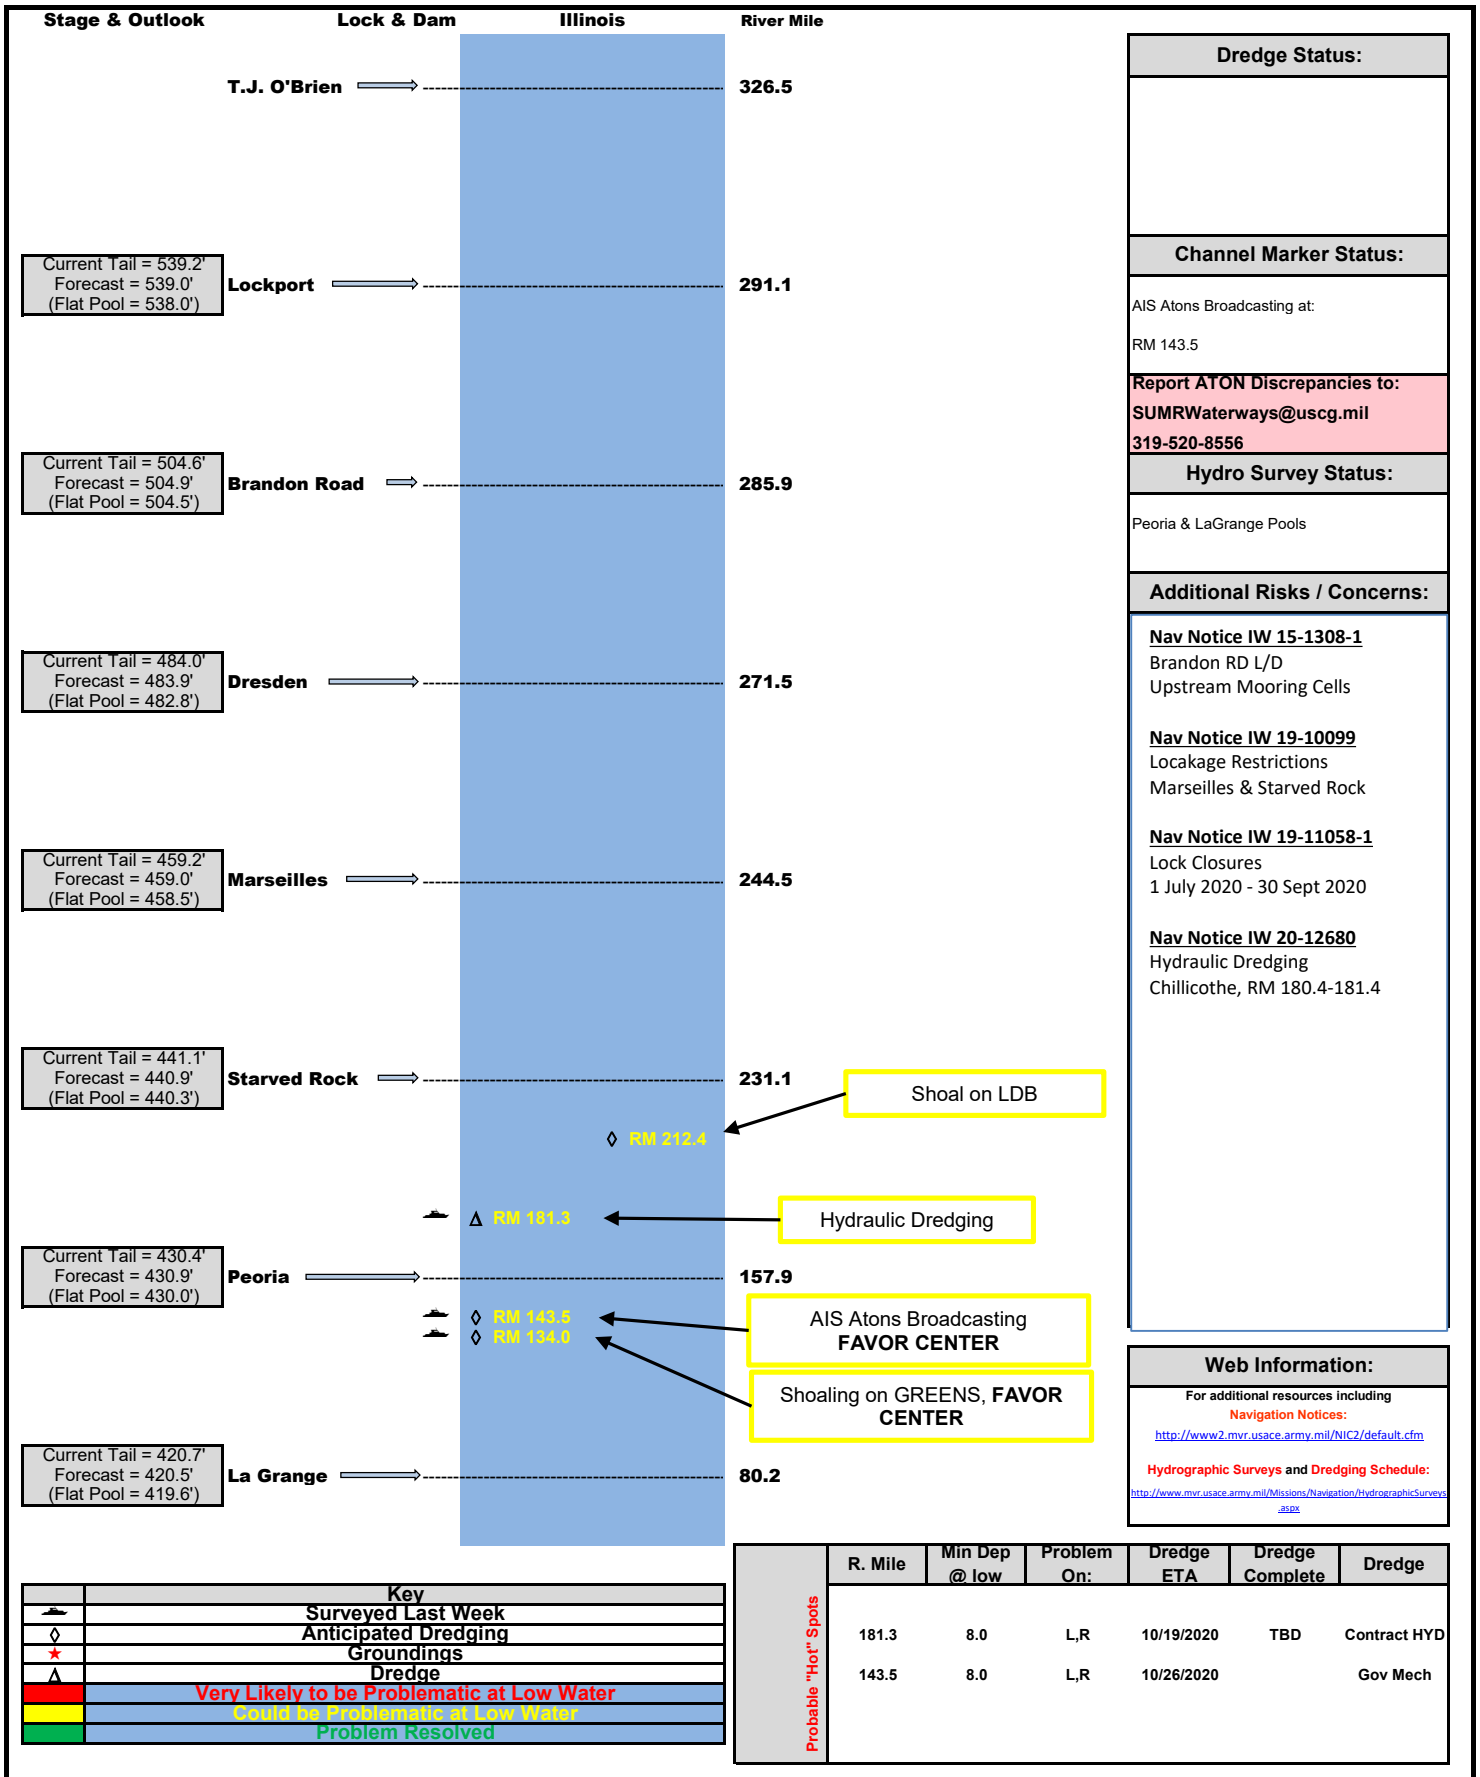 Stage & Outlook Lock & Dam Illinois River Mile
T.J. O'Brien 326.5
Current Tail = 539.2'
Forecast = 539.0'
(Flat Pool = 538.0')
Lockport 291.1
Current Tail = 504.6'
Forecast = 504.9'
(Flat Pool = 504.5')
Brandon Road 285.9
Current Tail = 484.0'
Forecast = 483.9'
(Flat Pool = 482.8')
Dresden 271.5
Current Tail = 459.2'
Forecast = 459.0'
(Flat Pool = 458.5')
Marseilles 244.5
Current Tail = 441.1'
Forecast = 440.9'
(Flat Pool = 440.3')
Starved Rock 231.1
Shoal on LDB
RM 212.4
RM 181.3
Hydraulic Dredging
Current Tail = 430.4'
Forecast = 430.9'
(Flat Pool = 430.0')
Peoria 157.9
RM 143.5
AIS Atons Broadcasting
FAVOR CENTER
RM 134.0
Shoaling on GREENS, FAVOR
CENTER
Current Tail = 420.7'
Forecast = 420.5'
(Flat Pool = 419.6')
La Grange 80.2
Dredge Status:
Channel Marker Status:
AIS Atons Broadcasting at:
RM 143.5
Report ATON Discrepancies to:
SUMRWaterways@uscg.mil
319-520-8556
Hydro Survey Status:
Peoria & LaGrange Pools
Additional Risks / Concerns:
Nav Notice IW 15-1308-1
Brandon RD L/D
Upstream Mooring Cells
Nav Notice IW 19-10099
Locakage Restrictions
Marseilles & Starved Rock
Nav Notice IW 19-11058-1
Lock Closures
1 July 2020 - 30 Sept 2020
Nav Notice IW 20-12680
Hydraulic Dredging
Chillicothe, RM 180.4-181.4
Web Information:
For additional resources including
Navigation Notices:
http://www2.mvr.usace.army.mil/NIC2/default.cfm
Hydrographic Surveys and Dredging Schedule:
http://www.mvr.usace.army.mil/Missions/Navigation/HydrographicSurveys
.aspx
Key
Surveyed Last Week
Anticipated Dredging
Groundings
Dredge
Very Likely to be Problematic at Low Water
Could be Problematic at Low Water
Problem Resolved
Probable "Hot" Spots
R. Mile Min Dep @ low Problem On: Dredge ETA Dredge Complete Dredge
181.3 8.0 L,R 10/19/2020 TBD Contract HYD
143.5 8.0 L,R 10/26/2020 Gov Mech